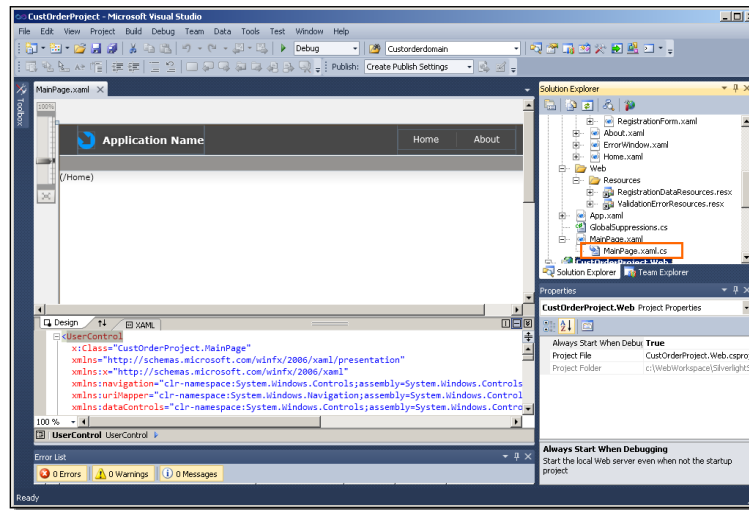 CustOrderProject - Microsoft Visual Studio
File Edit View Project Build Debug Team Data Tools Test Window Help
Debug Custorderdomain
Publish: Create Publish Settings
Toolbox
MainPage.xaml
100%
Application Name
Home About
(/Home)
Design XAML
<UserControl
x:Class="CustOrderProject.MainPage"
xmlns="http://schemas.microsoft.com/winfx/2006/xaml/presentation"
xmlns:x="http://schemas.microsoft.com/winfx/2006/xaml"
xmlns:navigation="clr-namespace:System.Windows.Controls;assembly=System.Windows.Controls
xmlns:uriMapper="clr-namespace:System.Windows.Navigation;assembly=System.Windows.Control
xmlns:dataControls="clr-namespace:System.Windows.Controls;assembly=System.Windows.Contro
100 %
UserControl UserControl
Error List
0 Errors 0 Warnings 0 Messages
Ready
Solution Explorer
RegistrationForm.xaml
About.xaml
ErrorWindow.xaml
Home.xaml
Web
Resources
RegistrationDataResources.resx
ValidationErrorResources.resx
App.xaml
GlobalSuppressions.cs
MainPage.xaml
MainPage.xaml.cs
CustOrderProject.Web
Solution Explorer Team Explorer
Properties
CustOrderProject.Web Project Properties
Always Start When Debu True
Project File CustOrderProject.Web.csproj
Project Folder c:\WebWorkspace\SilverlightS
Always Start When Debugging
Start the local Web server even when not the startup
project